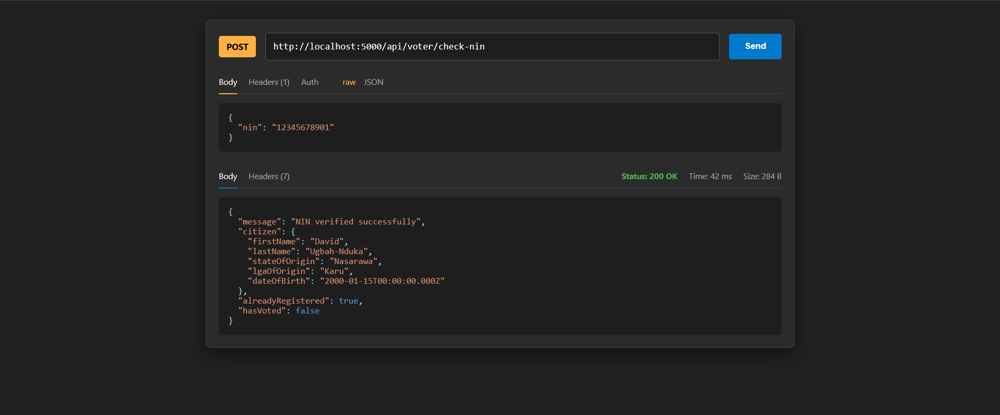 POST http://localhost:5000/api/voter/check-nin Send
Body Headers (1) Auth raw JSON
{
  "nin": "12345678901"
}
Body Headers (7) Status: 200 OK Time: 42 ms Size: 284 B
{
  "message": "NIN verified successfully",
  "citizen": {
    "firstName": "David",
    "lastName": "Ugbah-Nduka",
    "stateOfOrigin": "Nasarawa",
    "lgaOfOrigin": "Karu",
    "dateOfBirth": "2000-01-15T00:00:00.000Z"
  },
  "alreadyRegistered": true,
  "hasVoted": false
}